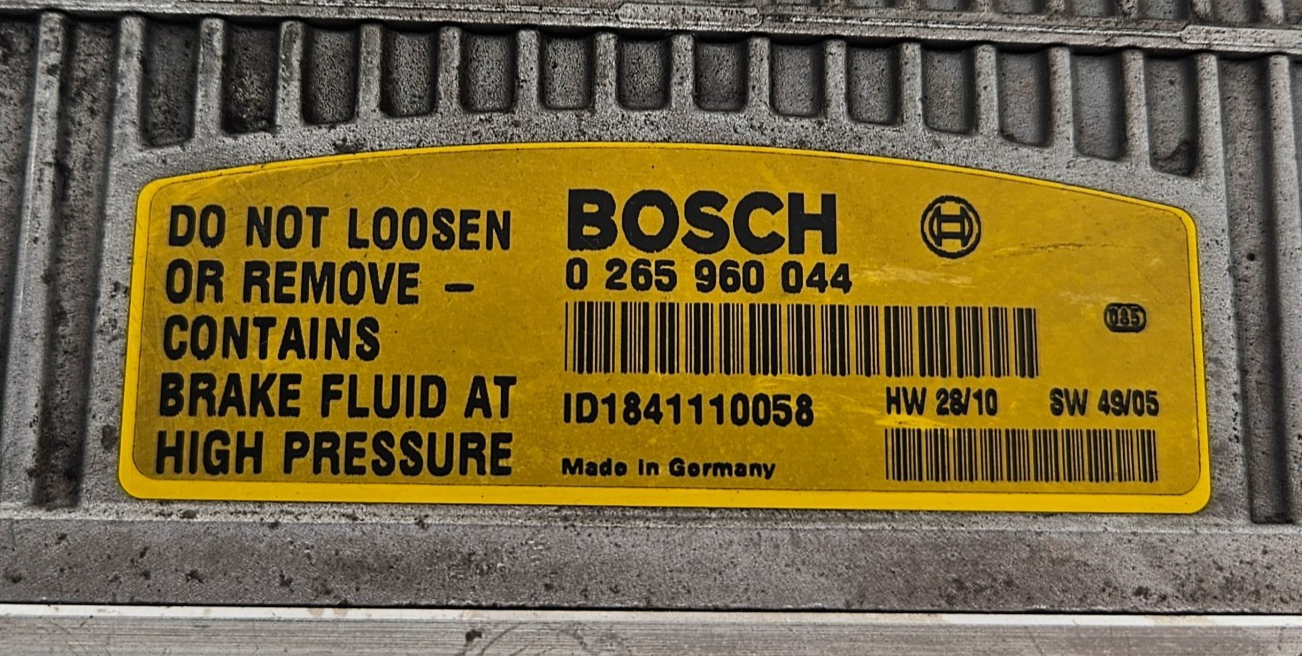 DO NOT LOOSEN
OR REMOVE –
CONTAINS
BRAKE FLUID AT
HIGH PRESSURE
BOSCH
0 265 960 044
ID1841110058
Made in Germany
085
HW 28/10 SW 49/05